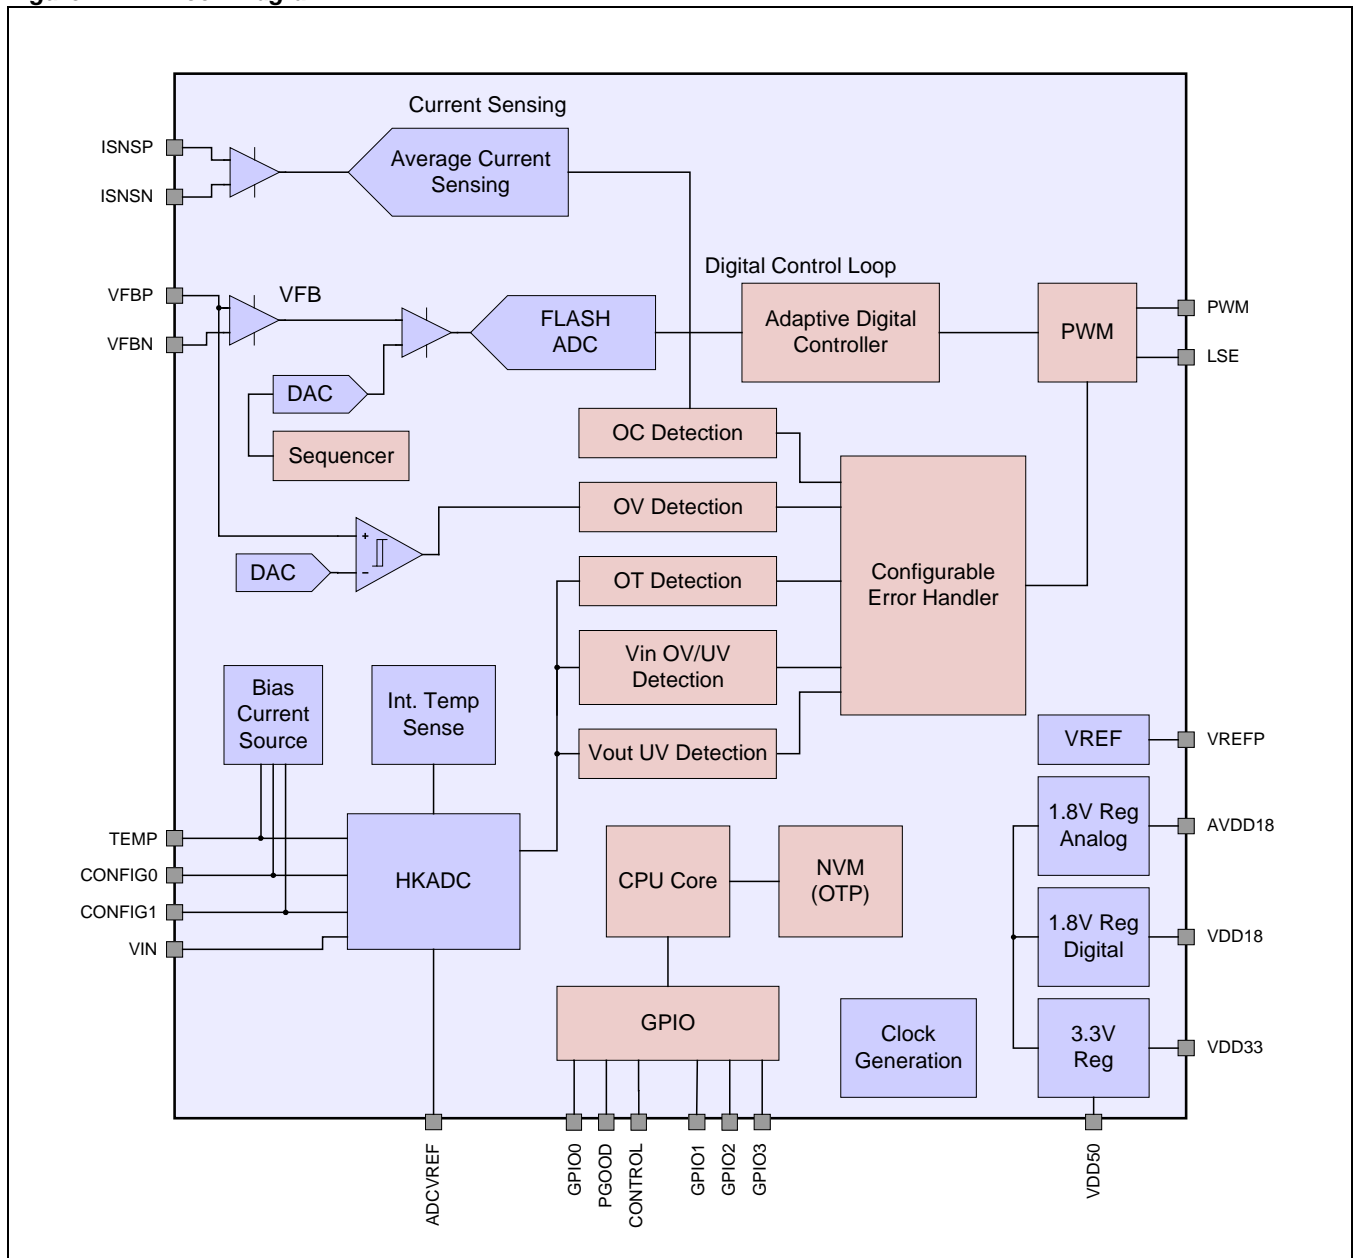 Current Sensing
ISNSP
Average Current
Sensing
ISNSN
Digital Control Loop
VFBP
VFB
PWM
VFBN
FLASH
ADC
Adaptive Digital
Controller
PWM
LSE
DAC
OC Detection
Sequencer
OV Detection
+
−
DAC
OT Detection
Configurable
Error Handler
Vin OV/UV
Detection
Bias
Current
Source
Int. Temp
Sense
Vout UV Detection
VREF
VREFP
TEMP
1.8V Reg
Analog
AVDD18
CONFIG0
HKADC
CPU Core
NVM
(OTP)
CONFIG1
VIN
1.8V Reg
Digital
VDD18
GPIO
Clock
Generation
3.3V
Reg
VDD33
ADCVREF
GPIO0
PGOOD
CONTROL
GPIO1
GPIO2
GPIO3
VDD50